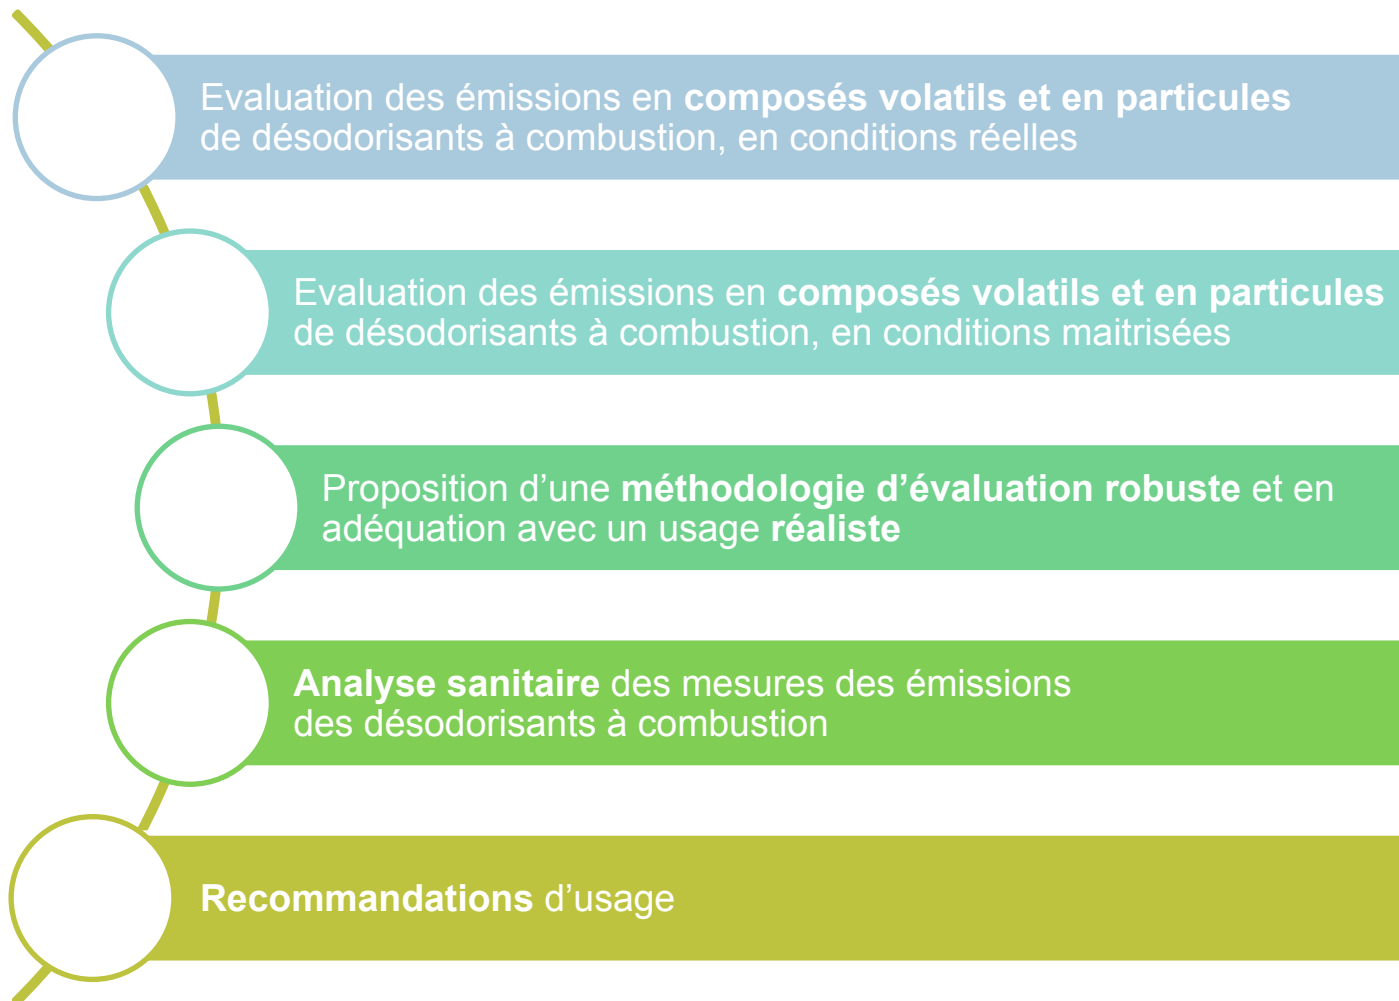 Evaluation des émissions en composés volatils et en particules
de désodorisants à combustion, en conditions réelles
Evaluation des émissions en composés volatils et en particules
de désodorisants à combustion, en conditions maitrisées
Proposition d’une méthodologie d’évaluation robuste et en
adéquation avec un usage réaliste
Analyse sanitaire des mesures des émissions
des désodorisants à combustion
Recommandations d’usage